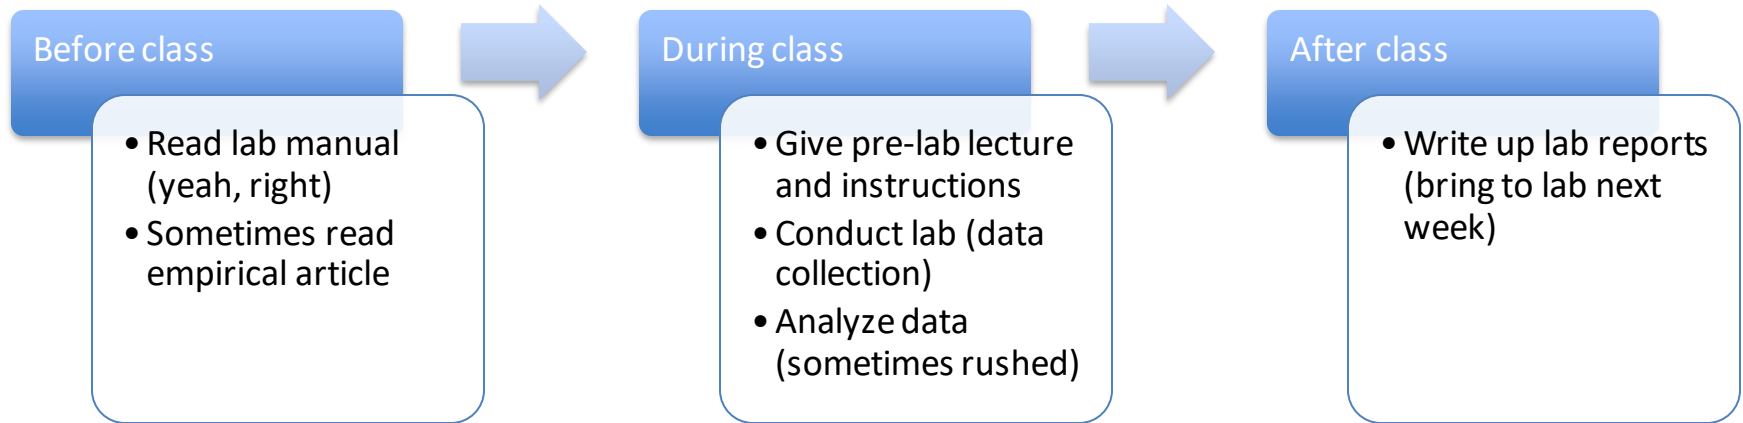 Before class
• Read lab manual
(yeah, right)
• Sometimes read
empirical article
During class
• Give pre-lab lecture
and instructions
• Conduct lab (data
collection)
• Analyze data
(sometimes rushed)
After class
• Write up lab reports
(bring to lab next
week)